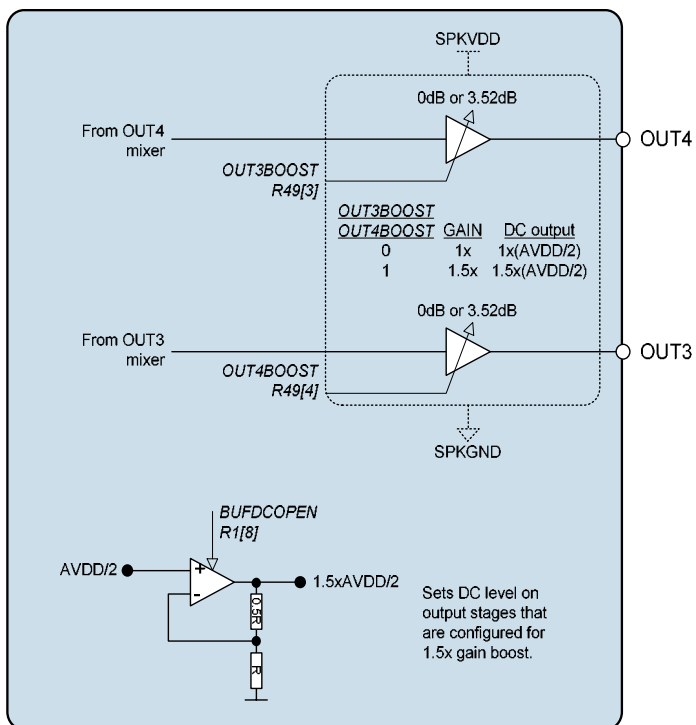 SPKVDD
0dB or 3.52dB
From OUT4
mixer
OUT4
OUT3BOOST
R49[3]
OUT3BOOST
OUT4BOOST GAIN DC output
0 1x 1x(AVDD/2)
1 1.5x 1.5x(AVDD/2)
0dB or 3.52dB
From OUT3
mixer
OUT3
OUT4BOOST
R49[4]
SPKGND
BUFDCOPEN
R1[8]
AVDD/2
+
-
1.5xAVDD/2
0.5R
R
Sets DC level on
output stages that
are configured for
1.5x gain boost.